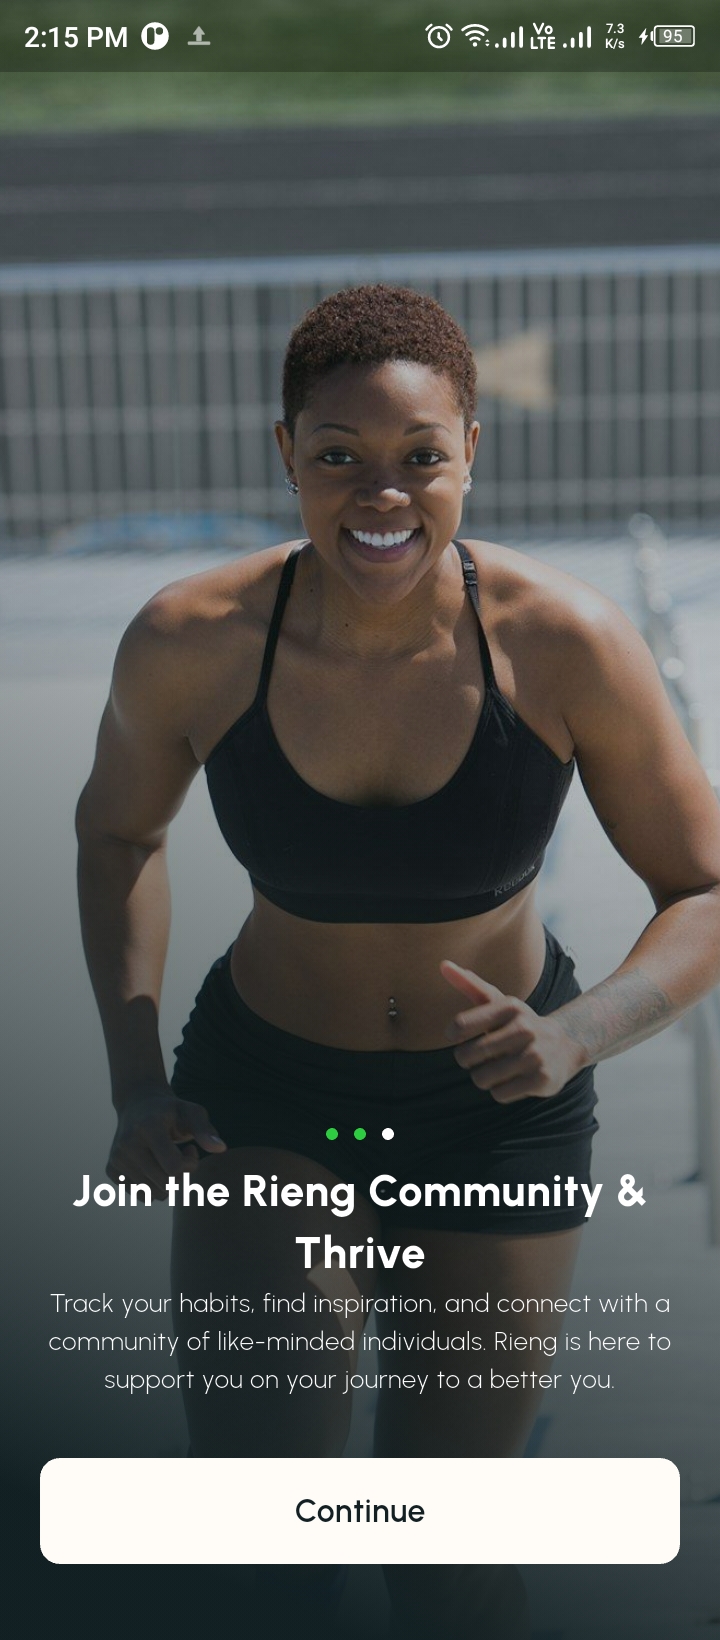 2:15 PM
Vo LTE 7.3 K/s 95
Reebok
Join the Rieng Community &
Thrive
Track your habits, find inspiration, and connect with a
community of like-minded individuals. Rieng is here to
support you on your journey to a better you.
Continue